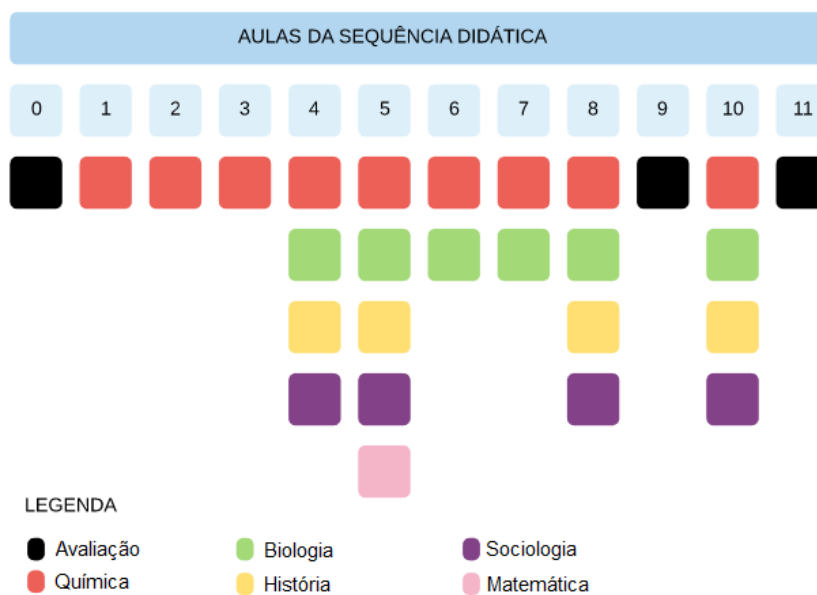 AULAS DA SEQUÊNCIA DIDÁTICA
0 1 2 3 4 5 6 7 8 9 10 11
LEGENDA
Avaliação Biologia Sociologia
Química História Matemática